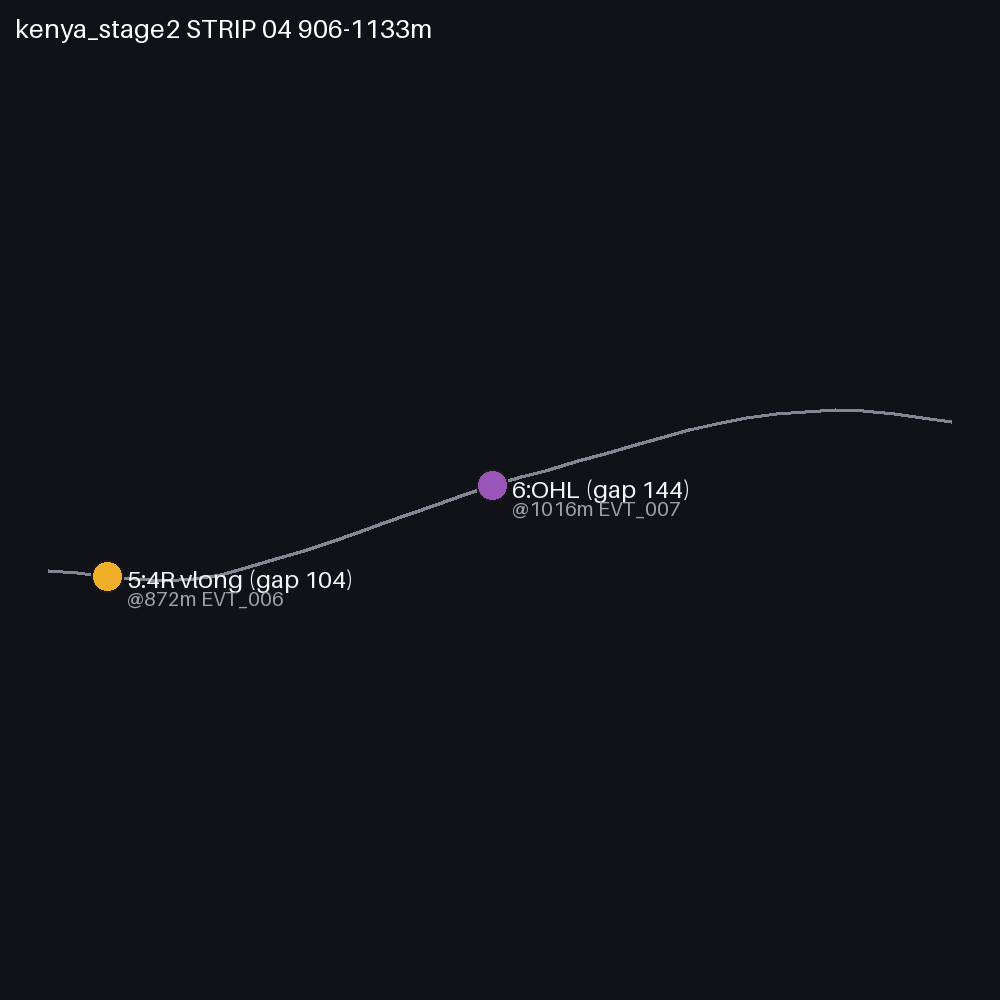 kenya_stage2 STRIP 04 906-1133m
6:OHL (gap 144)
@1016m EVT_007
5:4R vlong (gap 104)
@872m EVT_006